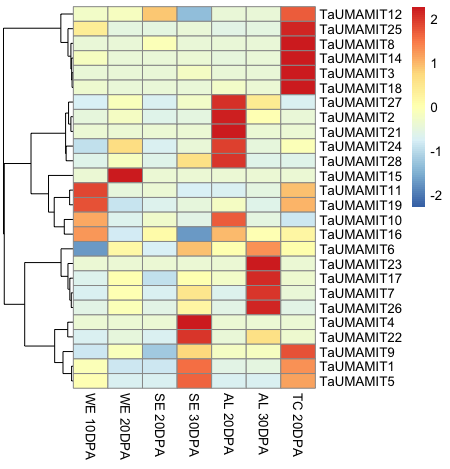 TaUMAMIT12
TaUMAMIT25
TaUMAMIT8
TaUMAMIT14
TaUMAMIT3
TaUMAMIT18
TaUMAMIT27
TaUMAMIT2
TaUMAMIT21
TaUMAMIT24
TaUMAMIT28
TaUMAMIT15
TaUMAMIT11
TaUMAMIT19
TaUMAMIT10
TaUMAMIT16
TaUMAMIT6
TaUMAMIT23
TaUMAMIT17
TaUMAMIT7
TaUMAMIT26
TaUMAMIT4
TaUMAMIT22
TaUMAMIT9
TaUMAMIT1
TaUMAMIT5
WE 10DPA
WE 20DPA
SE 20DPA
SE 30DPA
AL 20DPA
AL 30DPA
TC 20DPA
2
1
0
-1
-2